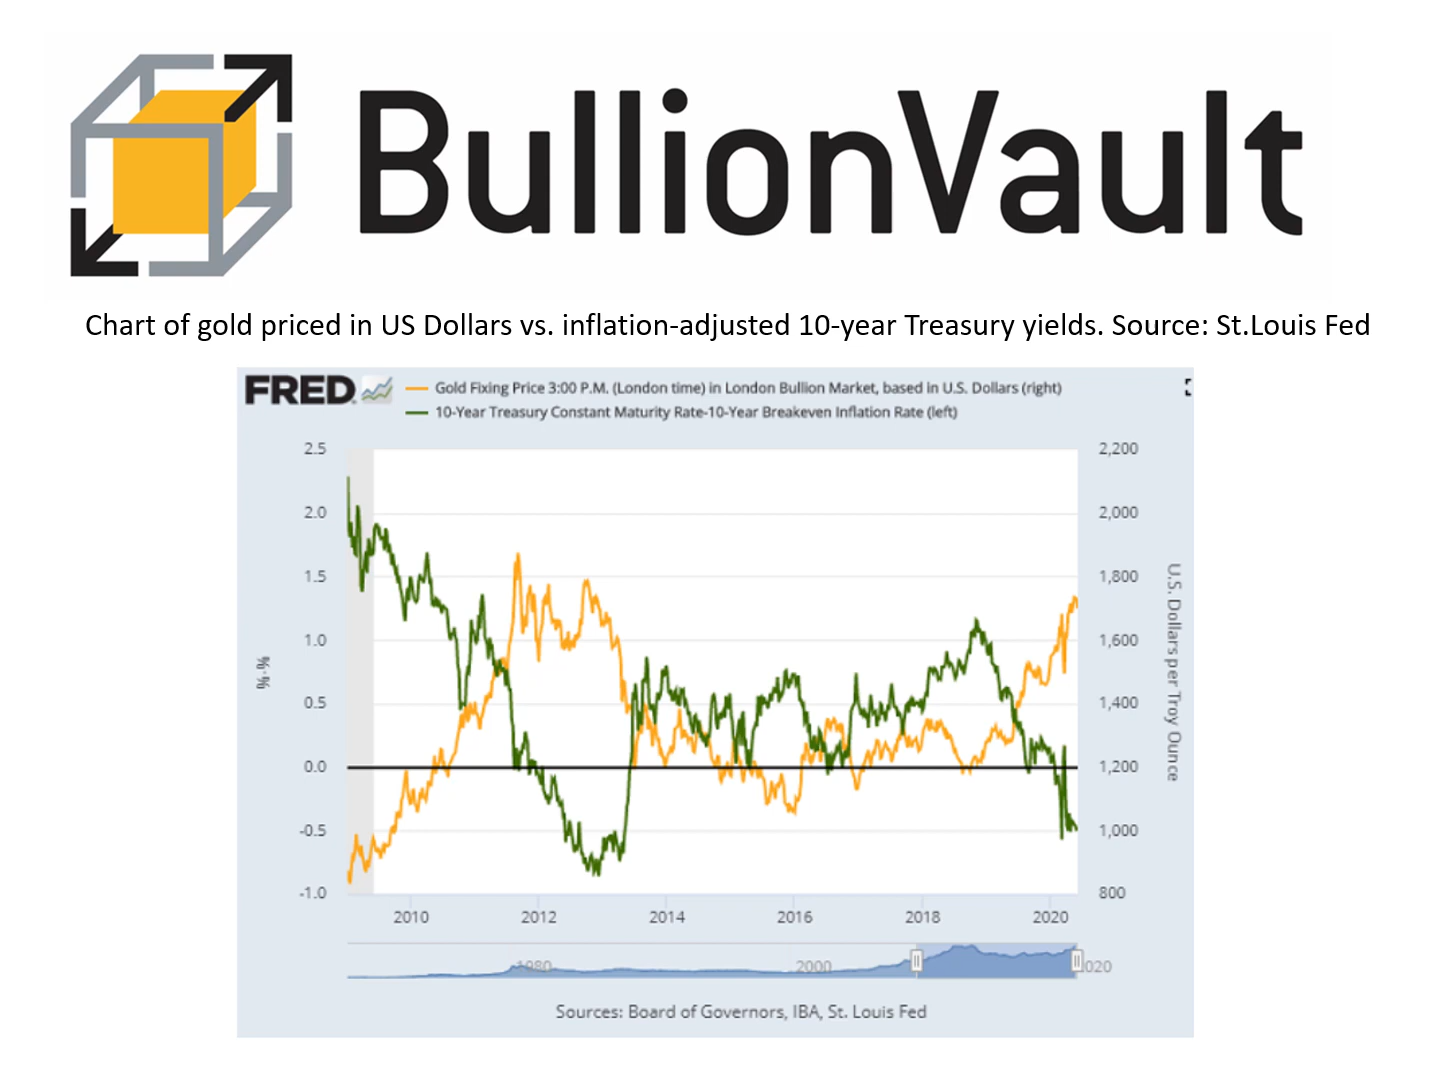 BullionVault
Chart of gold priced in US Dollars vs. inflation-adjusted 10-year Treasury yields. Source: St.Louis Fed
FRED
Gold Fixing Price 3:00 P.M. (London time) in London Bullion Market, based in U.S. Dollars (right)
10-Year Treasury Constant Maturity Rate-10-Year Breakeven Inflation Rate (left)
2.5 2,200
2.0 2,000
1.5 1,800
1.0 1,600
0.5 1,400
0.0 1,200
-0.5 1,000
-1.0 800
%-%
U.S. Dollars per Troy Ounce
2010 2012 2014 2016 2018 2020
1980 2000 020
Sources: Board of Governors, IBA, St. Louis Fed